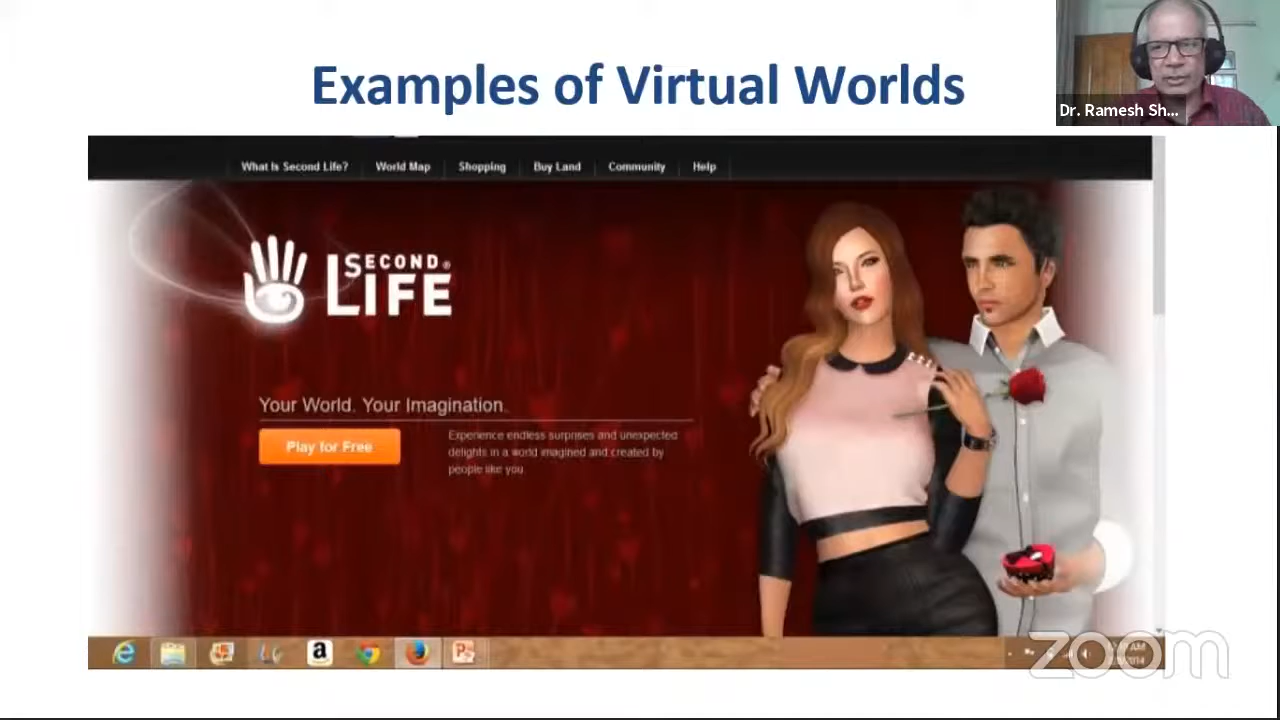 Examples of Virtual Worlds
Dr. Ramesh Sh...
What Is Second Life? World Map Shopping Buy Land Community Help
SECOND
LIFE
Your World. Your Imagination.
Play for Free
Experience endless surprises and unexpected
delights in a world imagined and created by
people like you.
zoom